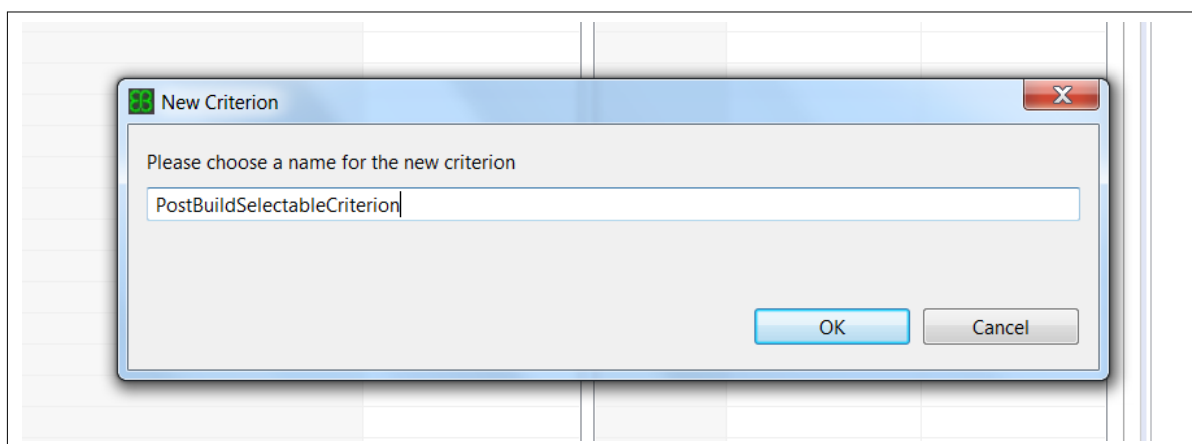 New Criterion
Please choose a name for the new criterion
PostBuildSelectableCriterion
OK
Cancel